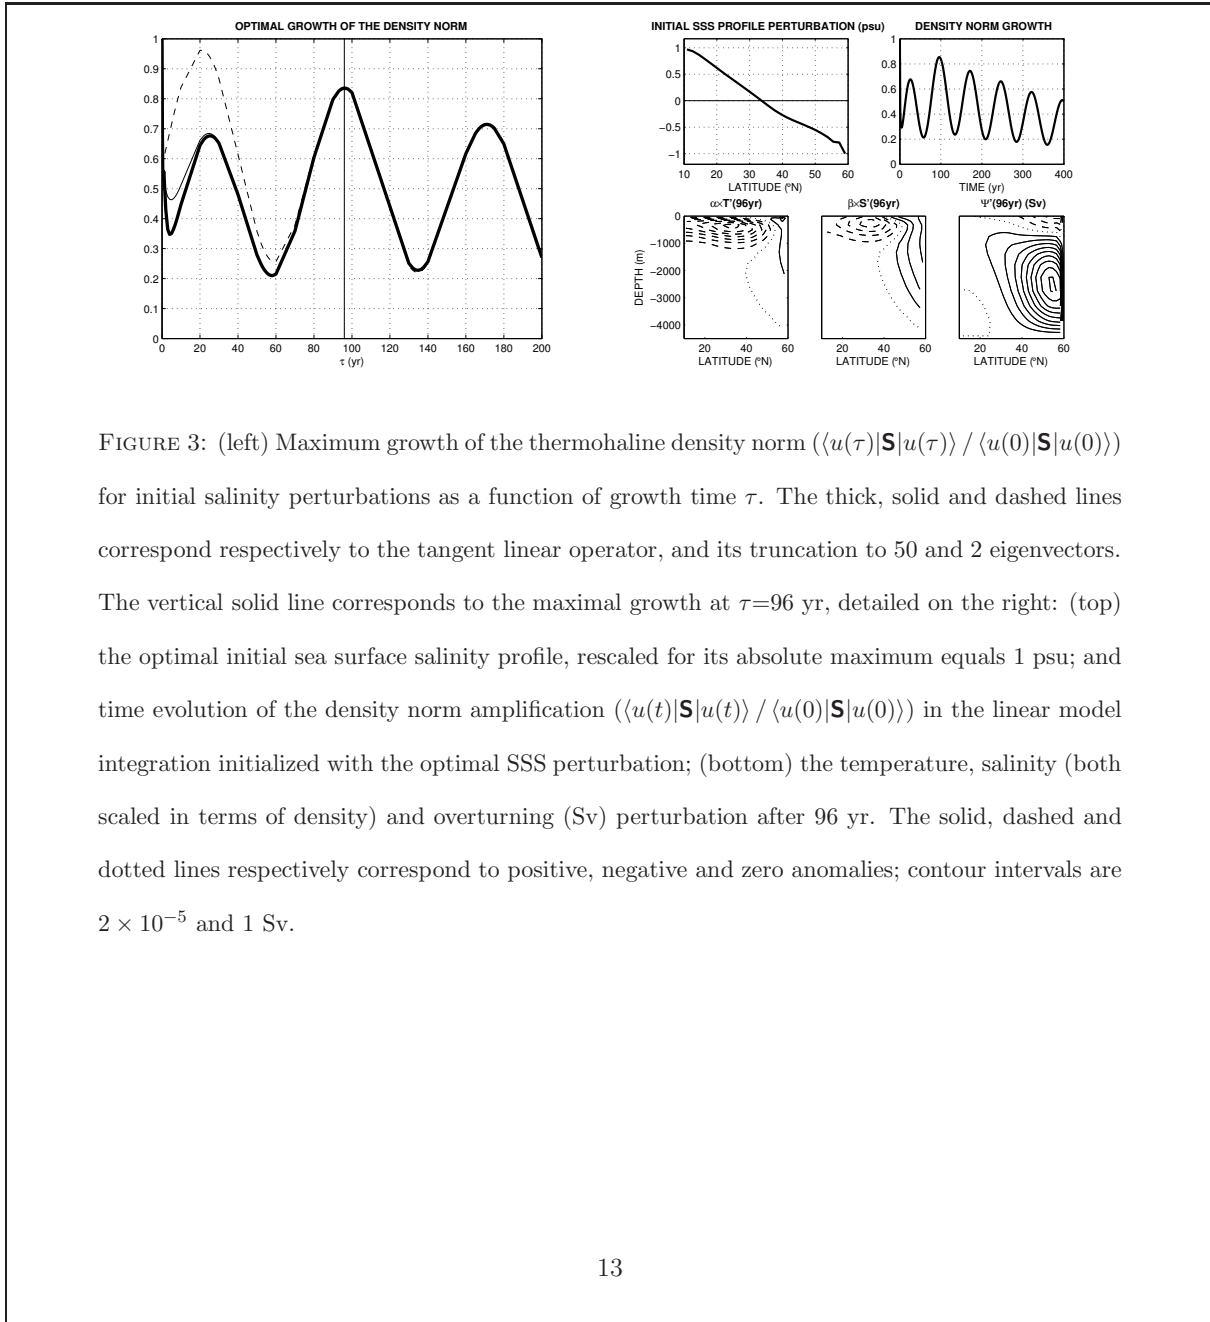 OPTIMAL GROWTH OF THE DENSITY NORM
1
0.9
0.8
0.7
0.6
0.5
0.4
0.3
0.2
0.1
0
0 20 40 60 80 100 120 140 160 180 200
τ (yr)
INITIAL SSS PROFILE PERTURBATION (psu)
1
0.5
0
−0.5
−1
10 20 30 40 50 60
LATITUDE (°N)
DENSITY NORM GROWTH
1
0.8
0.6
0.4
0.2
0
0 100 200 300 400
TIME (yr)
α×T'(96yr)
0
−1000
−2000
−3000
−4000
DEPTH (m)
20 40 60
LATITUDE (°N)
β×S'(96yr)
20 40 60
LATITUDE (°N)
Ψ'(96yr) (Sv)
20 40 60
LATITUDE (°N)
FIGURE 3: (left) Maximum growth of the thermohaline density norm (⟨u(τ)|S|u(τ)⟩ / ⟨u(0)|S|u(0)⟩)
for initial salinity perturbations as a function of growth time τ. The thick, solid and dashed lines
correspond respectively to the tangent linear operator, and its truncation to 50 and 2 eigenvectors.
The vertical solid line corresponds to the maximal growth at τ=96 yr, detailed on the right: (top)
the optimal initial sea surface salinity profile, rescaled for its absolute maximum equals 1 psu; and
time evolution of the density norm amplification (⟨u(t)|S|u(t)⟩ / ⟨u(0)|S|u(0)⟩) in the linear model
integration initialized with the optimal SSS perturbation; (bottom) the temperature, salinity (both
scaled in terms of density) and overturning (Sv) perturbation after 96 yr. The solid, dashed and
dotted lines respectively correspond to positive, negative and zero anomalies; contour intervals are
2 × 10⁻⁵ and 1 Sv.
13